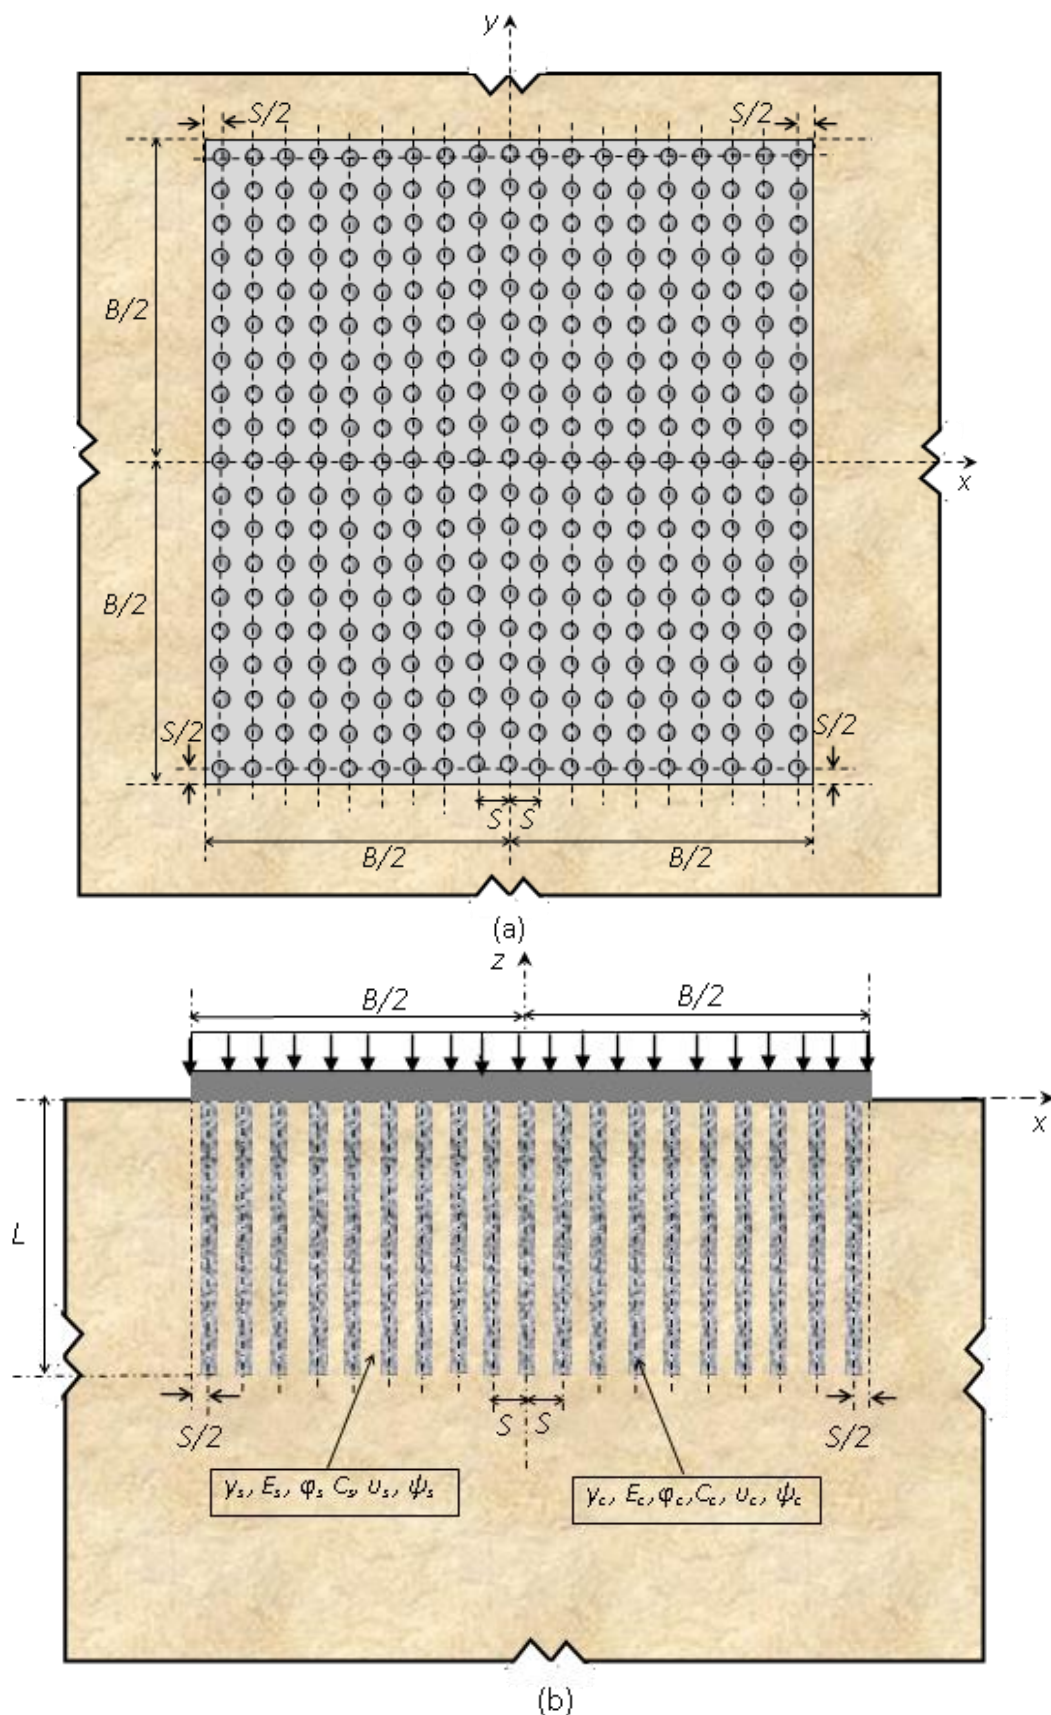 y
S/2 S/2
B/2
x
B/2
S/2 S/2
S S
B/2 B/2
(a)
z
B/2 B/2
x
L
S S
S/2 S/2
γs, Es, φs Cs, υs, ψs
γc, Ec, φc, Cc, υc, ψc
(b)